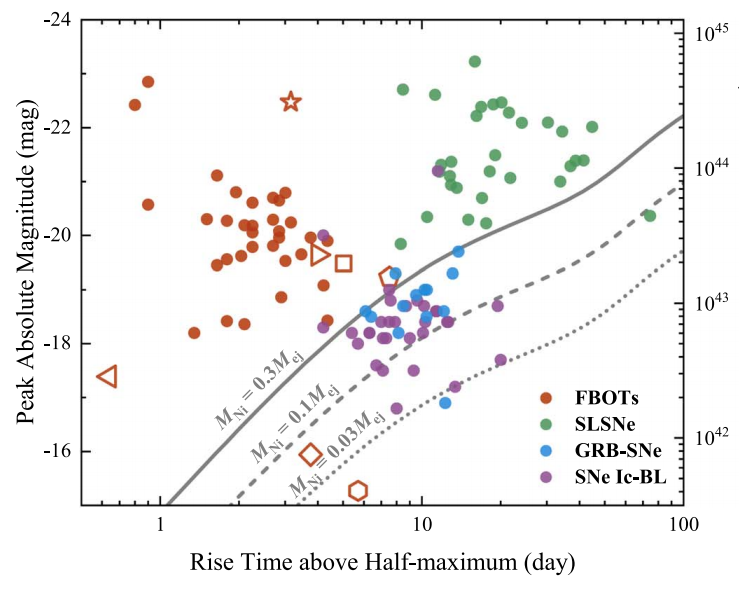 -24
-22
-20
-18
-16
10^45
10^44
10^43
10^42
Peak Absolute Magnitude (mag)
M_Ni = 0.3M_ej
M_Ni = 0.1M_ej
M_Ni = 0.03M_ej
FBOTs
SLSNe
GRB-SNe
SNe Ic-BL
1
10
100
Rise Time above Half-maximum (day)